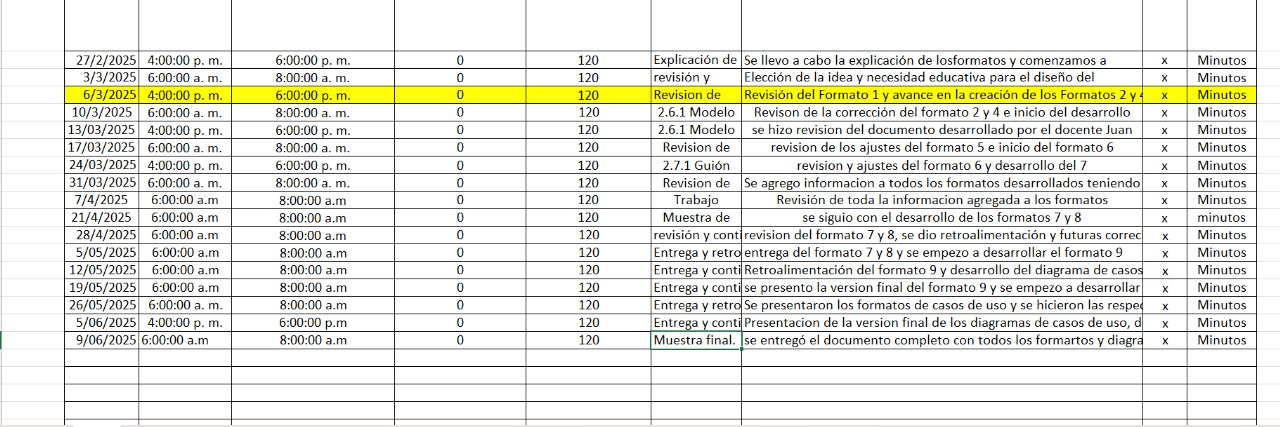 27/2/2025 4:00:00 p. m. 6:00:00 p. m. 0 120 Explicación de Se llevo a cabo la explicación de losformatos y comenzamos a x Minutos
3/3/2025 6:00:00 a. m. 8:00:00 a. m. 0 120 revisión y Elección de la idea y necesidad educativa para el diseño del x Minutos
6/3/2025 4:00:00 p. m. 6:00:00 p. m. 0 120 Revision de Revisión del Formato 1 y avance en la creación de los Formatos 2 y 4 x Minutos
10/3/2025 6:00:00 a. m. 8:00:00 a. m. 0 120 2.6.1 Modelo Revison de la corrección del formato 2 y 4 e inicio del desarrollo x Minutos
13/03/2025 4:00:00 p. m. 6:00:00 p. m. 0 120 2.6.1 Modelo se hizo revision del documento desarrollado por el docente Juan x Minutos
17/03/2025 6:00:00 a. m. 8:00:00 a. m. 0 120 Revision de revision de los ajustes del formato 5 e inicio del formato 6 x Minutos
24/03/2025 4:00:00 p. m. 6:00:00 p. m. 0 120 2.7.1 Guión revision y ajustes del formato 6 y desarrollo del 7 x Minutos
31/03/2025 6:00:00 a. m. 8:00:00 a. m. 0 120 Revision de Se agrego informacion a todos los formatos desarrollados teniendo x Minutos
7/4/2025 6:00:00 a.m 8:00:00 a.m 0 120 Trabajo Revisión de toda la informacion agregada a los formatos x Minutos
21/4/2025 6:00:00 a.m 8:00:00 a.m 0 120 Muestra de se siguio con el desarrollo de los formatos 7 y 8 x minutos
28/4/2025 6:00:00 a.m 8:00:00 a.m 0 120 revisión y conti revision del formato 7 y 8, se dio retroalimentación y futuras correc x Minutos
5/05/2025 6:00:00 a.m 8:00:00 a.m 0 120 Entrega y retro entrega del formato 7 y 8 y se empezo a desarrollar el formato 9 x Minutos
12/05/2025 6:00:00 a.m 8:00:00 a.m 0 120 Entrega y conti Retroalimentación del formato 9 y desarrollo del diagrama de casos x Minutos
19/05/2025 6:00:00 a.m 8:00:00 a.m 0 120 Entrega y conti se presento la version final del formato 9 y se empezo a desarrollar x Minutos
26/05/2025 6:00:00 a. m. 8:00:00 a.m 0 120 Entrega y retro Se presentaron los formatos de casos de uso y se hicieron las respec x Minutos
5/06/2025 4:00:00 p. m. 6:00:00 p.m 0 120 Entrega y conti Presentacion de la version final de los diagramas de casos de uso, d x Minutos
9/06/2025 6:00:00 a.m 8:00:00 a.m 0 120 Muestra final. se entregó el documento completo con todos los formartos y diagra x Minutos